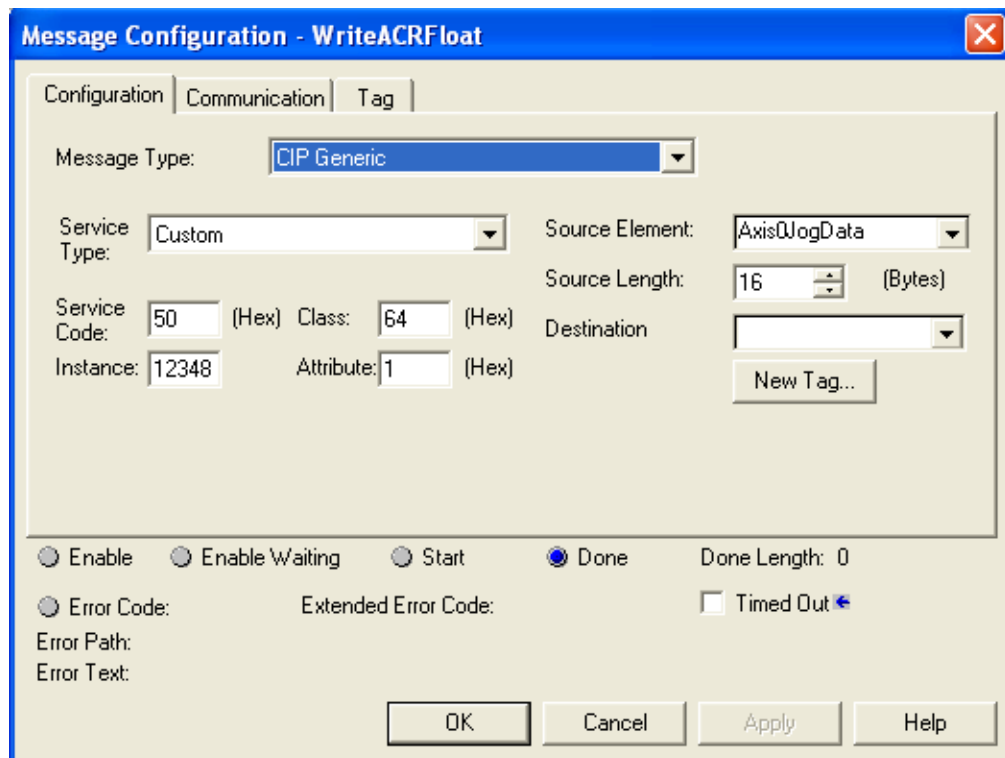 Message Configuration - WriteACRFloat
Configuration Communication Tag
Message Type: CIP Generic
Service Type: Custom
Source Element: Axis0JogData
Source Length: 16 (Bytes)
Service Code: 50 (Hex) Class: 64 (Hex)
Destination
Instance: 12348 Attribute: 1 (Hex)
New Tag...
Enable Enable Waiting Start Done Done Length: 0
Error Code: Extended Error Code: Timed Out
Error Path:
Error Text:
OK Cancel Apply Help